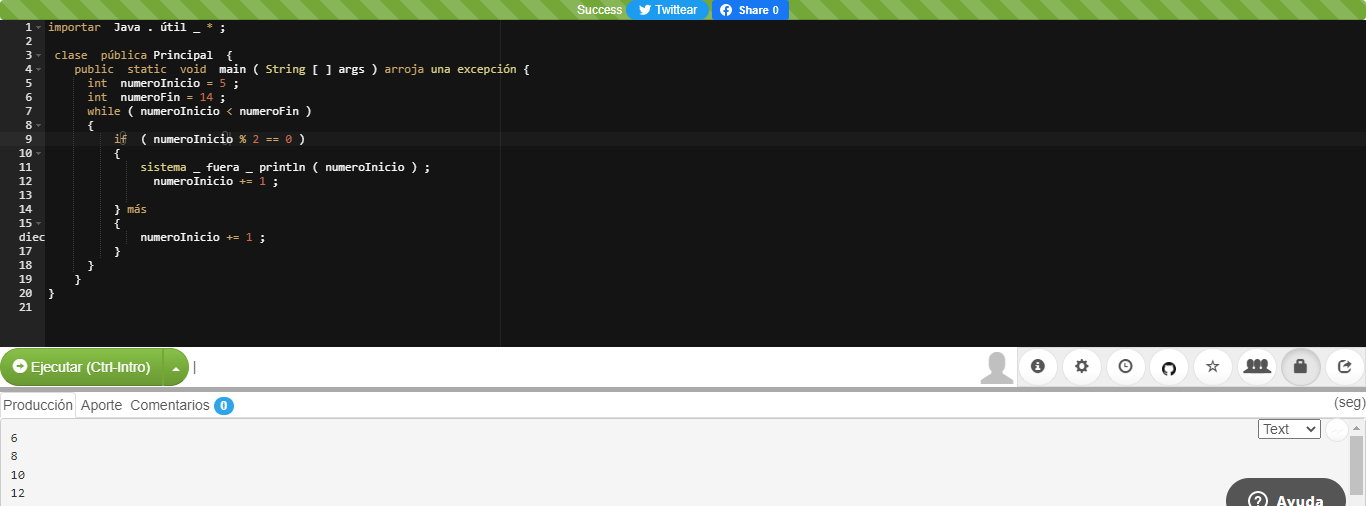 Success Twittear Share 0
1 importar Java . útil _ * ;
2
3 clase pública Principal {
4 public static void main ( String [ ] args ) arroja una excepción {
5 int numeroInicio = 5 ;
6 int numeroFin = 14 ;
7 while ( numeroInicio < numeroFin )
8 {
9 if ( numeroInicio % 2 == 0 )
10 {
11 sistema _ fuera _ println ( numeroInicio ) ;
12 numeroInicio += 1 ;
13
14 } más
15 {
diec numeroInicio += 1 ;
17 }
18 }
19 }
20 }
21
Ejecutar (Ctrl-Intro) |
Producción Aporte Comentarios 0 (seg)
Text
6
8
10
12
Ayuda